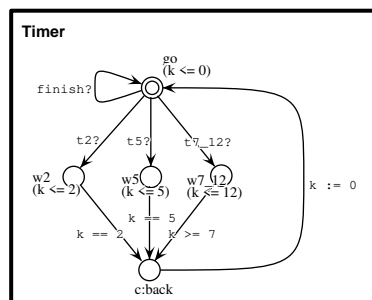 Timer
go
(k <= 0)
finish?
t2?
t5?
t7_12?
w2
(k <= 2)
w5
(k <= 5)
w7_12
(k <= 12)
k := 0
k == 5
k == 2
k >= 7
c:back